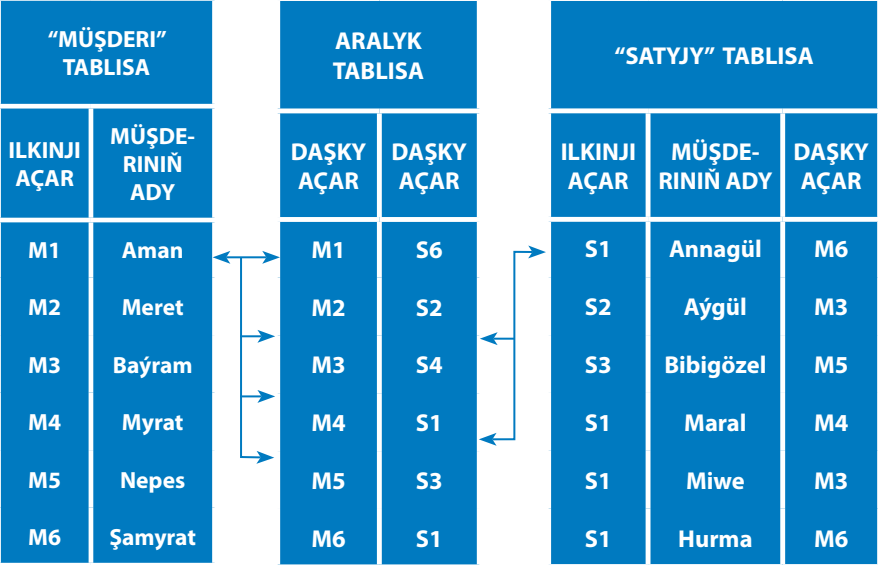 “MÜŞDERI”
TABLISA
ARALYK
TABLISA
“SATYJY” TABLISA
ILKINJI
AÇAR
MÜŞDE-
RINIŇ
ADY
DAŞKY
AÇAR
DAŞKY
AÇAR
ILKINJI
AÇAR
MÜŞDE-
RINIŇ ADY
DAŞKY
AÇAR
M1 Aman M1 S6 S1 Annagül M6
M2 Meret M2 S2 S2 Aýgül M3
M3 Baýram M3 S4 S3 Bibigözel M5
M4 Myrat M4 S1 S1 Maral M4
M5 Nepes M5 S3 S1 Miwe M3
M6 Şamyrat M6 S1 S1 Hurma M6